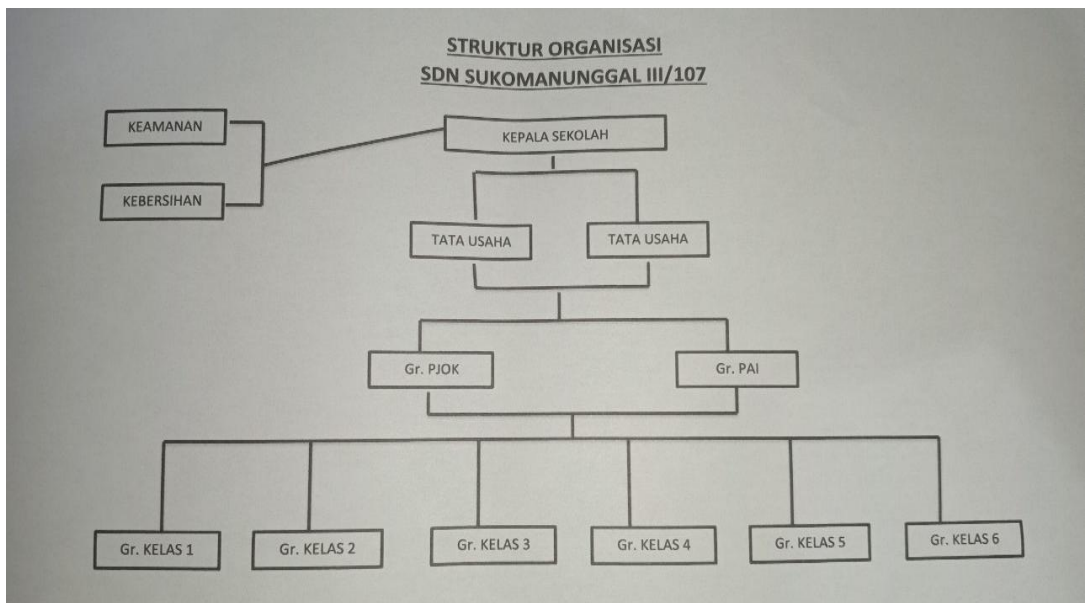 STRUKTUR ORGANISASI
SDN SUKOMANUNGGAL III/107
KEAMANAN
KEPALA SEKOLAH
KEBERSIHAN
TATA USAHA
TATA USAHA
Gr. PJOK
Gr. PAI
Gr. KELAS 1
Gr. KELAS 2
Gr. KELAS 3
Gr. KELAS 4
Gr. KELAS 5
Gr. KELAS 6